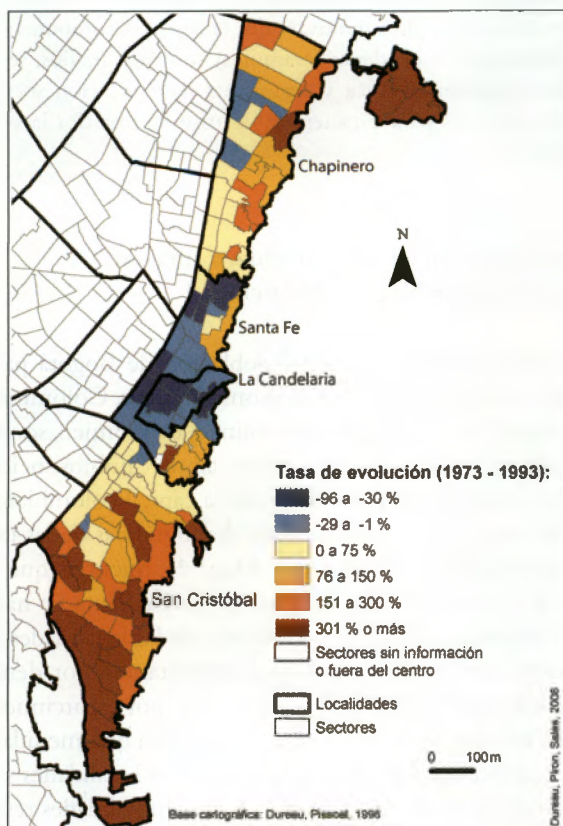 Chapinero
N
Santa Fe
La Candelaria
San Cristóbal
Tasa de evolución (1973 - 1993):
-96 a -30 %
-29 a -1 %
0 a 75 %
76 a 150 %
151 a 300 %
301 % o más
Sectores sin información
o fuera del centro
Localidades
Sectores
0 100m
Base cartográfica: Dureau, Pissoat, 1996
Dureau, Piron, Salas, 2006